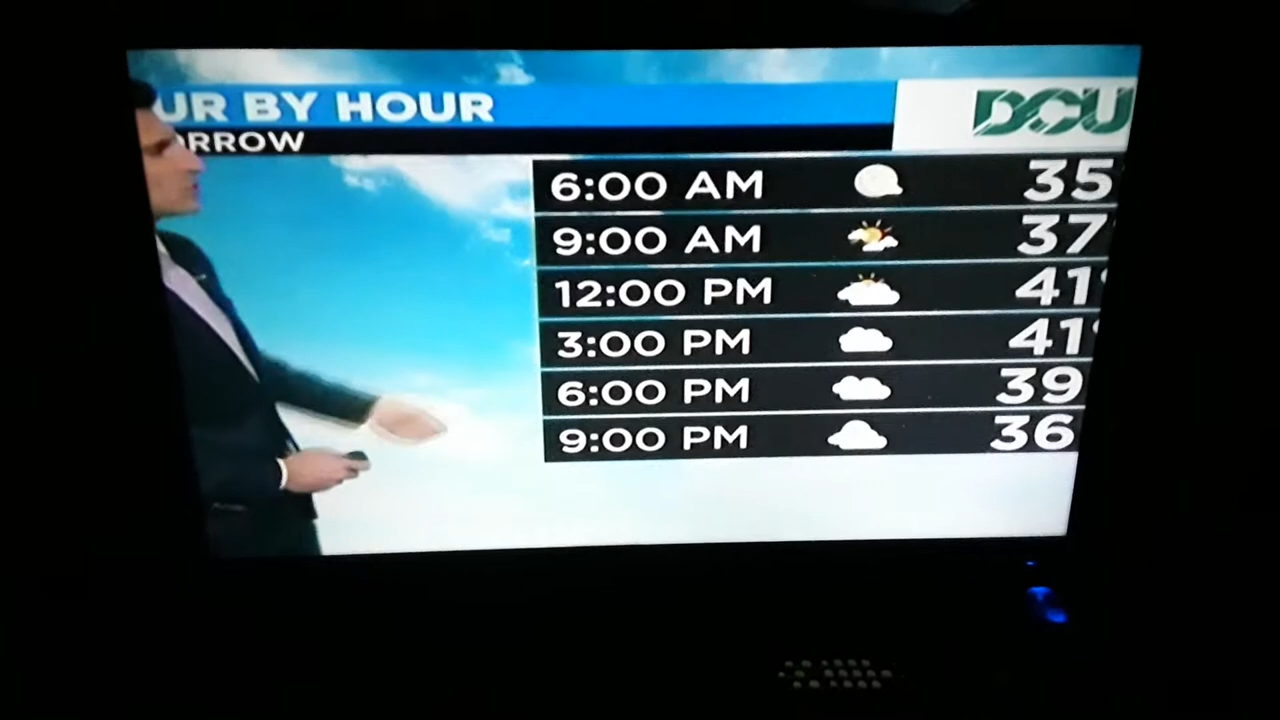 UR BY HOUR
ORROW
DCU
6:00 AM 35
9:00 AM 37°
12:00 PM 41°
3:00 PM 41°
6:00 PM 39
9:00 PM 36